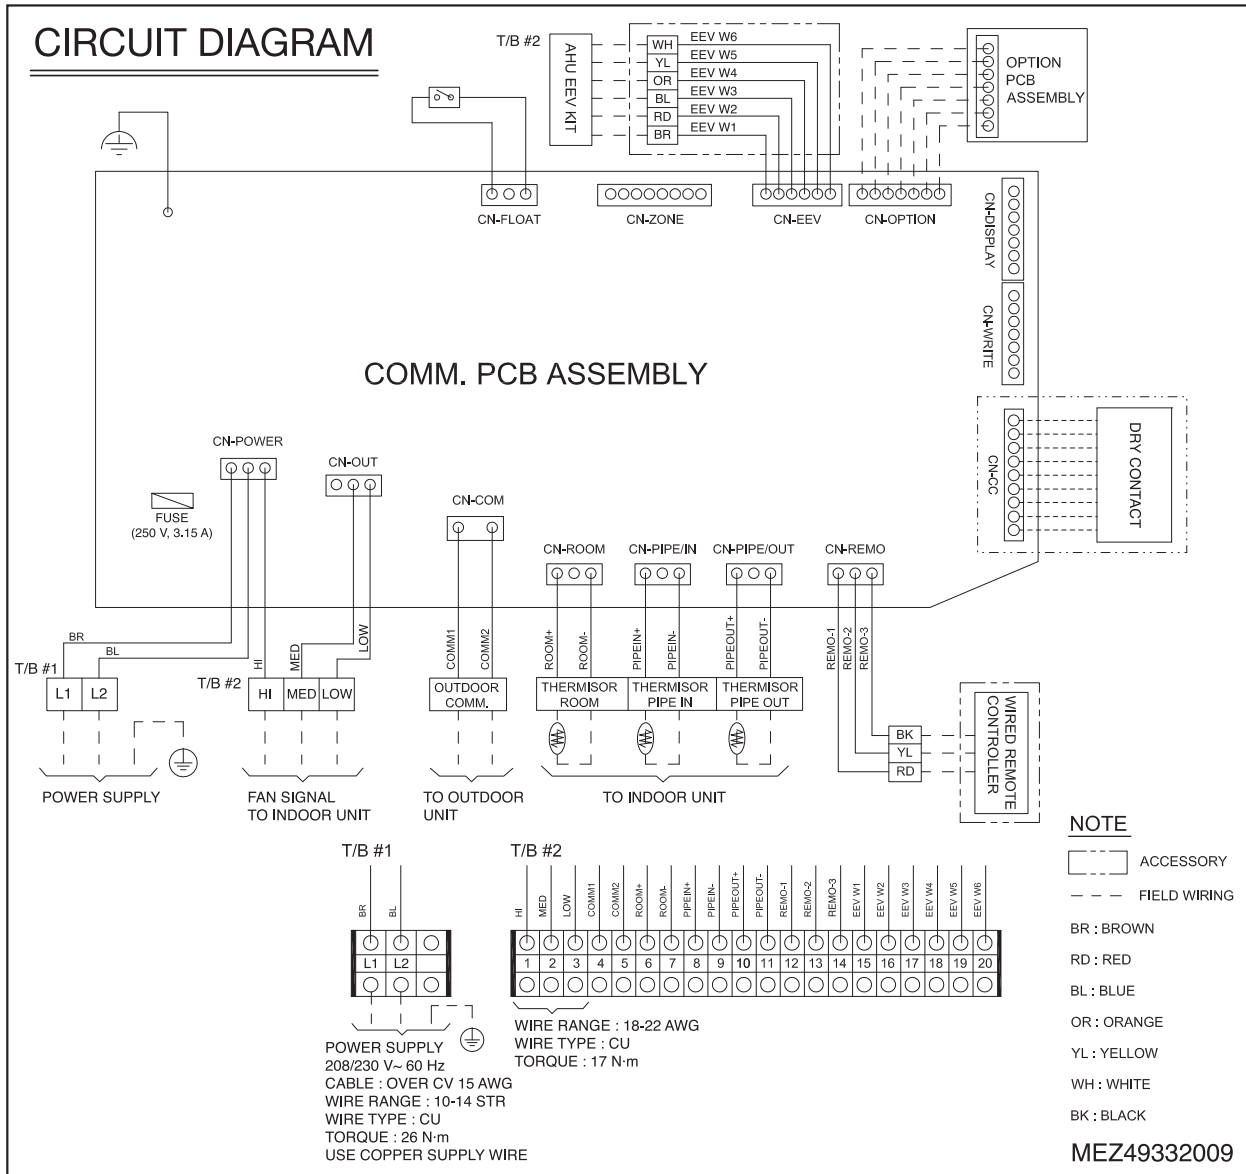 CIRCUIT DIAGRAM
T/B #2
AHU EEV KIT
WH
EEV W6
YL
EEV W5
OR
EEV W4
BL
EEV W3
RD
EEV W2
BR
EEV W1
OPTION
PCB
ASSEMBLY
CN-FLOAT
CN-ZONE
CN-EEV
CN-OPTION
CN-DISPLAY
CN-WRITE
COMM. PCB ASSEMBLY
CN-CC
DRY CONTACT
CN-POWER
CN-OUT
FUSE
(250 V, 3.15 A)
CN-COM
CN-ROOM
CN-PIPE/IN
CN-PIPE/OUT
CN-REMO
BR
BL
HI
MED
LOW
COMM1
COMM2
ROOM+
ROOM-
PIPEIN+
PIPEIN-
PIPEOUT+
PIPEOUT-
REMO-1
REMO-2
REMO-3
T/B #1
L1
L2
T/B #2
HI
MED
LOW
OUTDOOR
COMM.
THERMISOR
ROOM
THERMISOR
PIPE IN
THERMISOR
PIPE OUT
BK
YL
RD
WIRED REMOTE
CONTROLLER
POWER SUPPLY
FAN SIGNAL
TO INDOOR UNIT
TO OUTDOOR
UNIT
TO INDOOR UNIT
T/B #1
BR
BL
L1
L2
POWER SUPPLY
208/230 V~ 60 Hz
CABLE : OVER CV 15 AWG
WIRE RANGE : 10-14 STR
WIRE TYPE : CU
TORQUE : 26 N·m
USE COPPER SUPPLY WIRE
T/B #2
HI
MED
LOW
COMM1
COMM2
ROOM+
ROOM-
PIPEIN+
PIPEIN-
PIPEOUT+
PIPEOUT-
REMO-1
REMO-2
REMO-3
EEV W1
EEV W2
EEV W3
EEV W4
EEV W5
EEV W6
1 2 3 4 5 6 7 8 9 10 11 12 13 14 15 16 17 18 19 20
WIRE RANGE : 18-22 AWG
WIRE TYPE : CU
TORQUE : 17 N·m
NOTE
ACCESSORY
FIELD WIRING
BR : BROWN
RD : RED
BL : BLUE
OR : ORANGE
YL : YELLOW
WH : WHITE
BK : BLACK
MEZ49332009